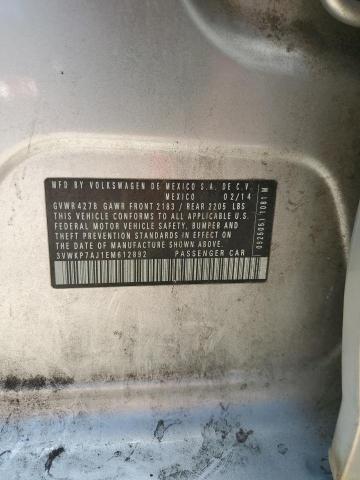 MFD BY VOLKSWAGEN DE MEXICO S.A. DE C.V.
MEXICO 02/14
GVWR 4278 GAWR FRONT 2183 / REAR 2205 LBS
THIS VEHICLE CONFORMS TO ALL APPLICABLE U.S.
FEDERAL MOTOR VEHICLE SAFETY, BUMPER AND
THEFT PREVENTION STANDARDS IN EFFECT ON THE
DATE OF MANUFACTURE SHOWN ABOVE
3VWKP7AJ1EM612892 PASSENGER CAR
0925051 1081 M